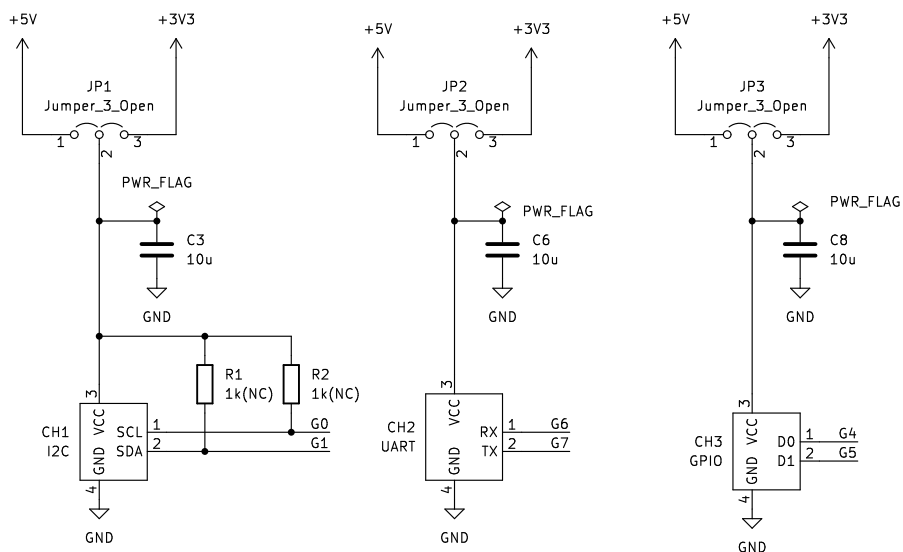 +5V
+3V3
JP1
Jumper_3_Open
1
2
3
PWR_FLAG
C3
10u
GND
R1
1k(NC)
R2
1k(NC)
3
CH1
I2C
VCC
GND
SCL
SDA
1
2
G0
G1
4
GND
+5V
+3V3
JP2
Jumper_3_Open
1
2
3
PWR_FLAG
C6
10u
GND
3
CH2
UART
VCC
GND
RX
TX
1
2
G6
G7
4
GND
+5V
+3V3
JP3
Jumper_3_Open
1
2
3
PWR_FLAG
C8
10u
GND
3
CH3
GPIO
VCC
GND
D0
D1
1
2
G4
G5
4
GND